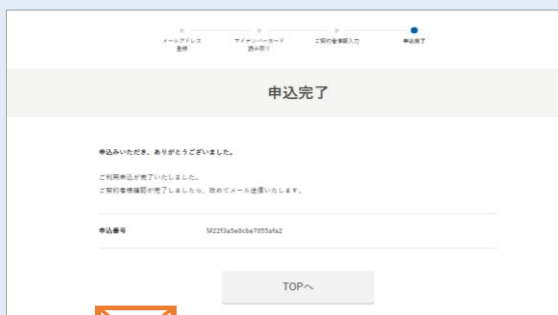 メールアドレス
登録
マイナンバーカード
読み取り
ご契約者情報入力
申込完了
申込完了
申込みいただき、ありがとうございました。
ご利用申込が完了いたしました。
ご契約者様確認が完了しましたら、改めてメール送信いたします。
申込番号
TOPへ